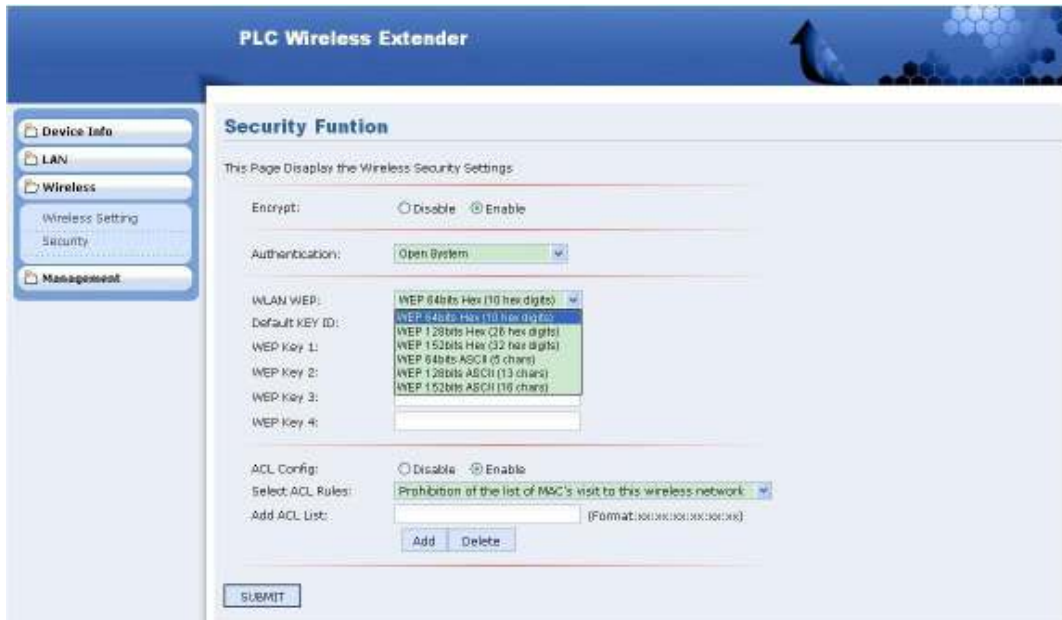 PLC Wireless Extender
Device Info
LAN
Wireless
Wireless Setting
Security
Management
Security Funtion
This Page Disaplay the Wireless Security Settings
Encrypt: Disable Enable
Authentication: Open System
WLAN WEP: WEP 64bits Hex (10 hex digits)
WEP 64bits Hex (10 hex digits)
Default KEY ID:
WEP 128bits Hex (26 hex digits)
WEP Key 1: WEP 152bits Hex (32 hex digits)
WEP 64bits ASCII (5 chars)
WEP Key 2: WEP 128bits ASCII (13 chars)
WEP 152bits ASCII (16 chars)
WEP Key 3:
WEP Key 4:
ACL Config: Disable Enable
Select ACL Rules: Prohibition of the list of MAC's visit to this wireless network
Add ACL List: (Format:xx:xx:xx:xx:xx:xx)
Add Delete
SUBMIT